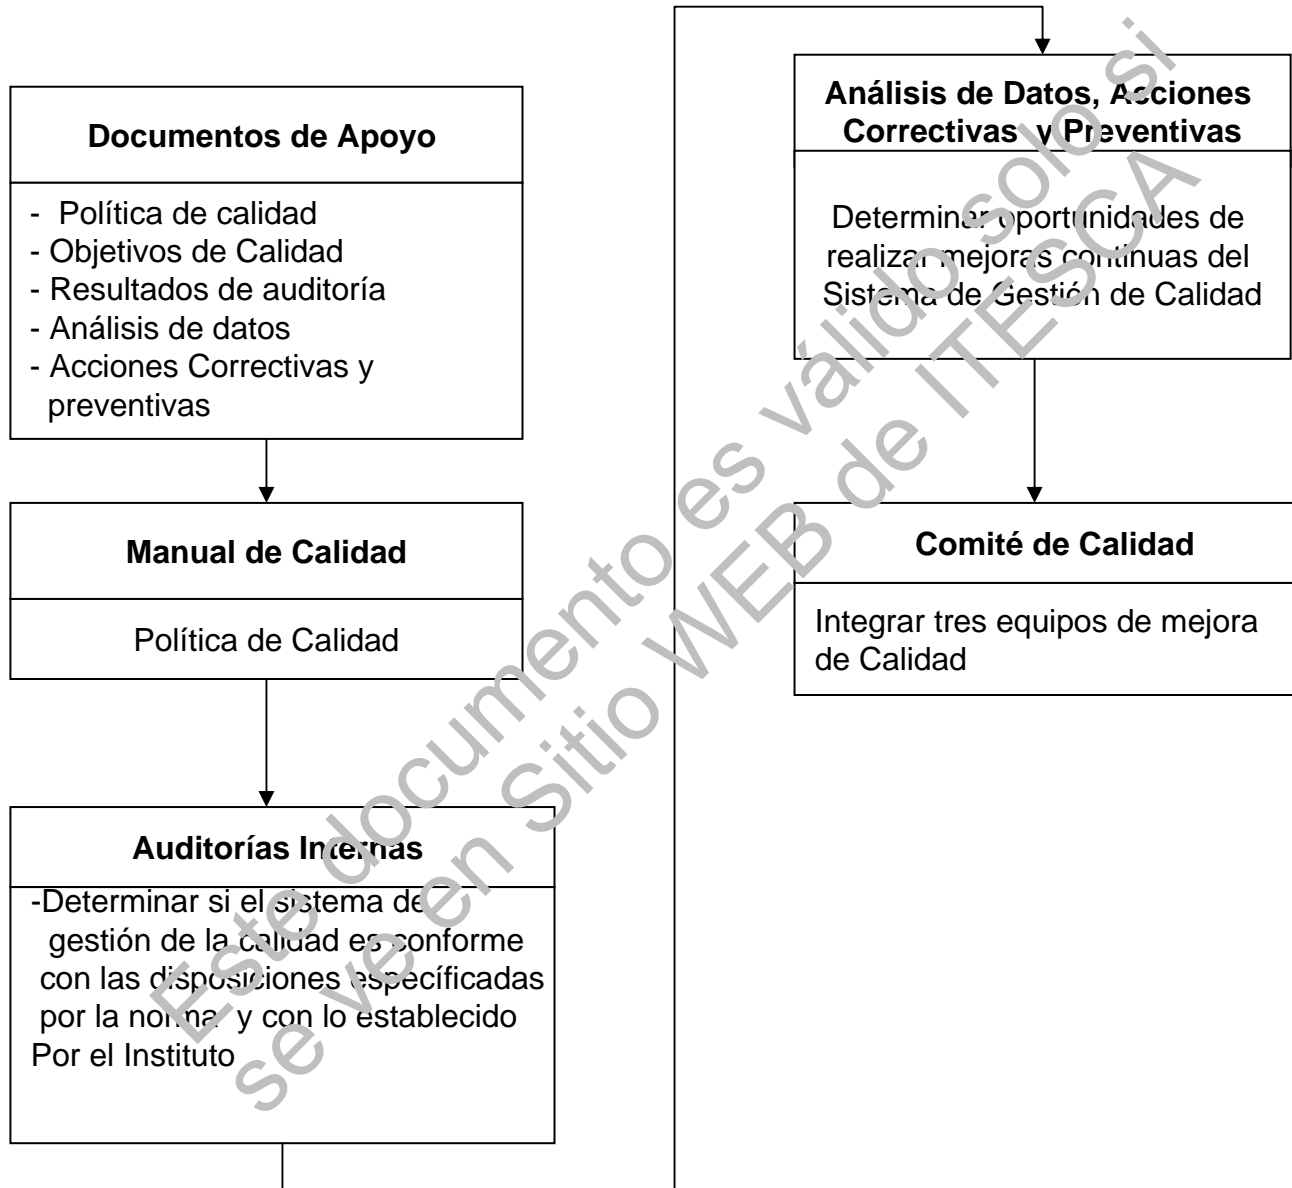 Documentos de Apoyo
- Política de calidad
- Objetivos de Calidad
- Resultados de auditoría
- Análisis de datos
- Acciones Correctivas y
preventivas
Manual de Calidad
Política de Calidad
Auditorías Internas
-Determinar si el sistema de
gestión de la calidad es conforme
con las disposiciones específicadas
por la norma y con lo establecido
Por el Instituto
Análisis de Datos, Acciones
Correctivas y Preventivas
Determinar oportunidades de
realizar mejoras continuas del
Sistema de Gestión de Calidad
Comité de Calidad
Integrar tres equipos de mejora
de Calidad
Este documento es válido solo si
se ve en Sitio WEB de ITESCA